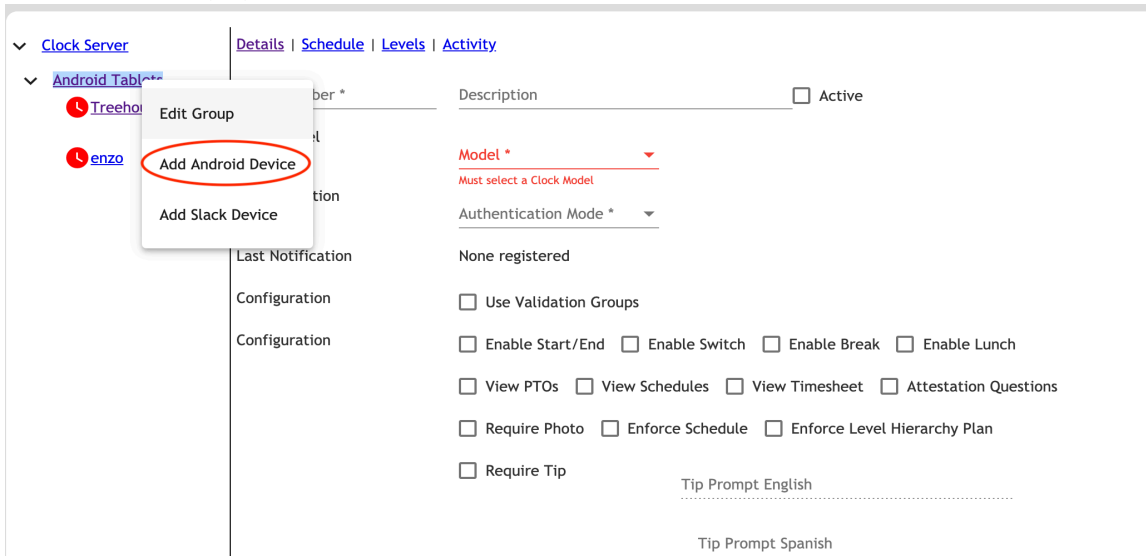 Clock Server
Details | Schedule | Levels | Activity
Android Tablets
ber * Description Active
Treehou
Edit Group
el
enzo
Add Android Device
Model *
Must select a Clock Model
tion
Add Slack Device
Authentication Mode *
Last Notification None registered
Configuration Use Validation Groups
Configuration Enable Start/End Enable Switch Enable Break Enable Lunch
View PTOs View Schedules View Timesheet Attestation Questions
Require Photo Enforce Schedule Enforce Level Hierarchy Plan
Require Tip
Tip Prompt English
Tip Prompt Spanish